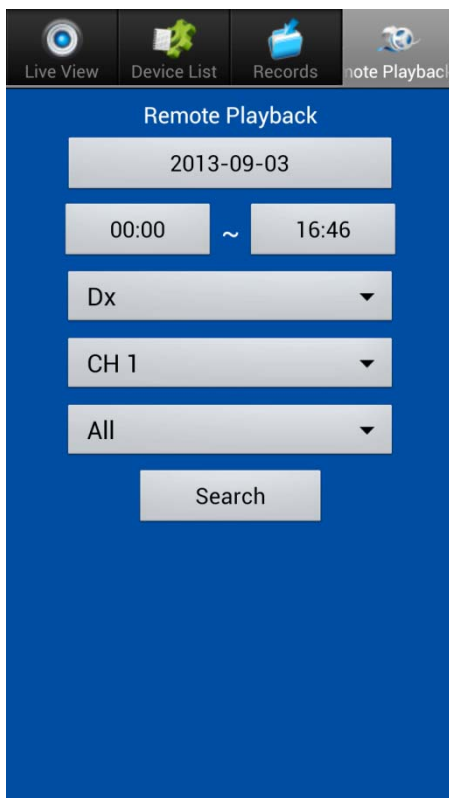 Live View Device List Records note Playback
Remote Playback
2013-09-03
00:00 ~ 16:46
Dx
CH 1
All
Search